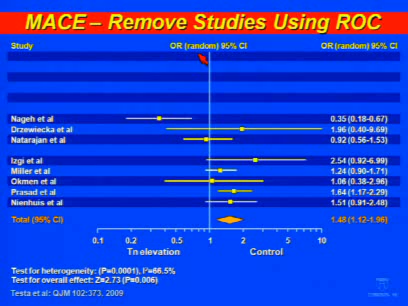 MACE – Remove Studies Using ROC
Study OR (random) 95% CI OR (random) 95% CI
Nageh et al 0.35 (0.18-0.67)
Drzewiecka et al 1.96 (0.40-9.69)
Natarajan et al 0.92 (0.56-1.53)
Izgi et al 2.54 (0.92-6.99)
Miller et al 1.24 (0.90-1.71)
Okmen et al 1.06 (0.38-2.96)
Prasad et al 1.64 (1.17-2.29)
Nienhuis et al 1.51 (0.91-2.48)
Total (95% CI) 1.48 (1.12-1.96)
0.1 0.2 0.5 1 2 5 10
Tn elevation Control
Test for heterogeneity: (P=0.0001), I²=66.5%
Test for overall effect: Z=2.73 (P=0.006)
Testa et al: QJM 102:373, 2009